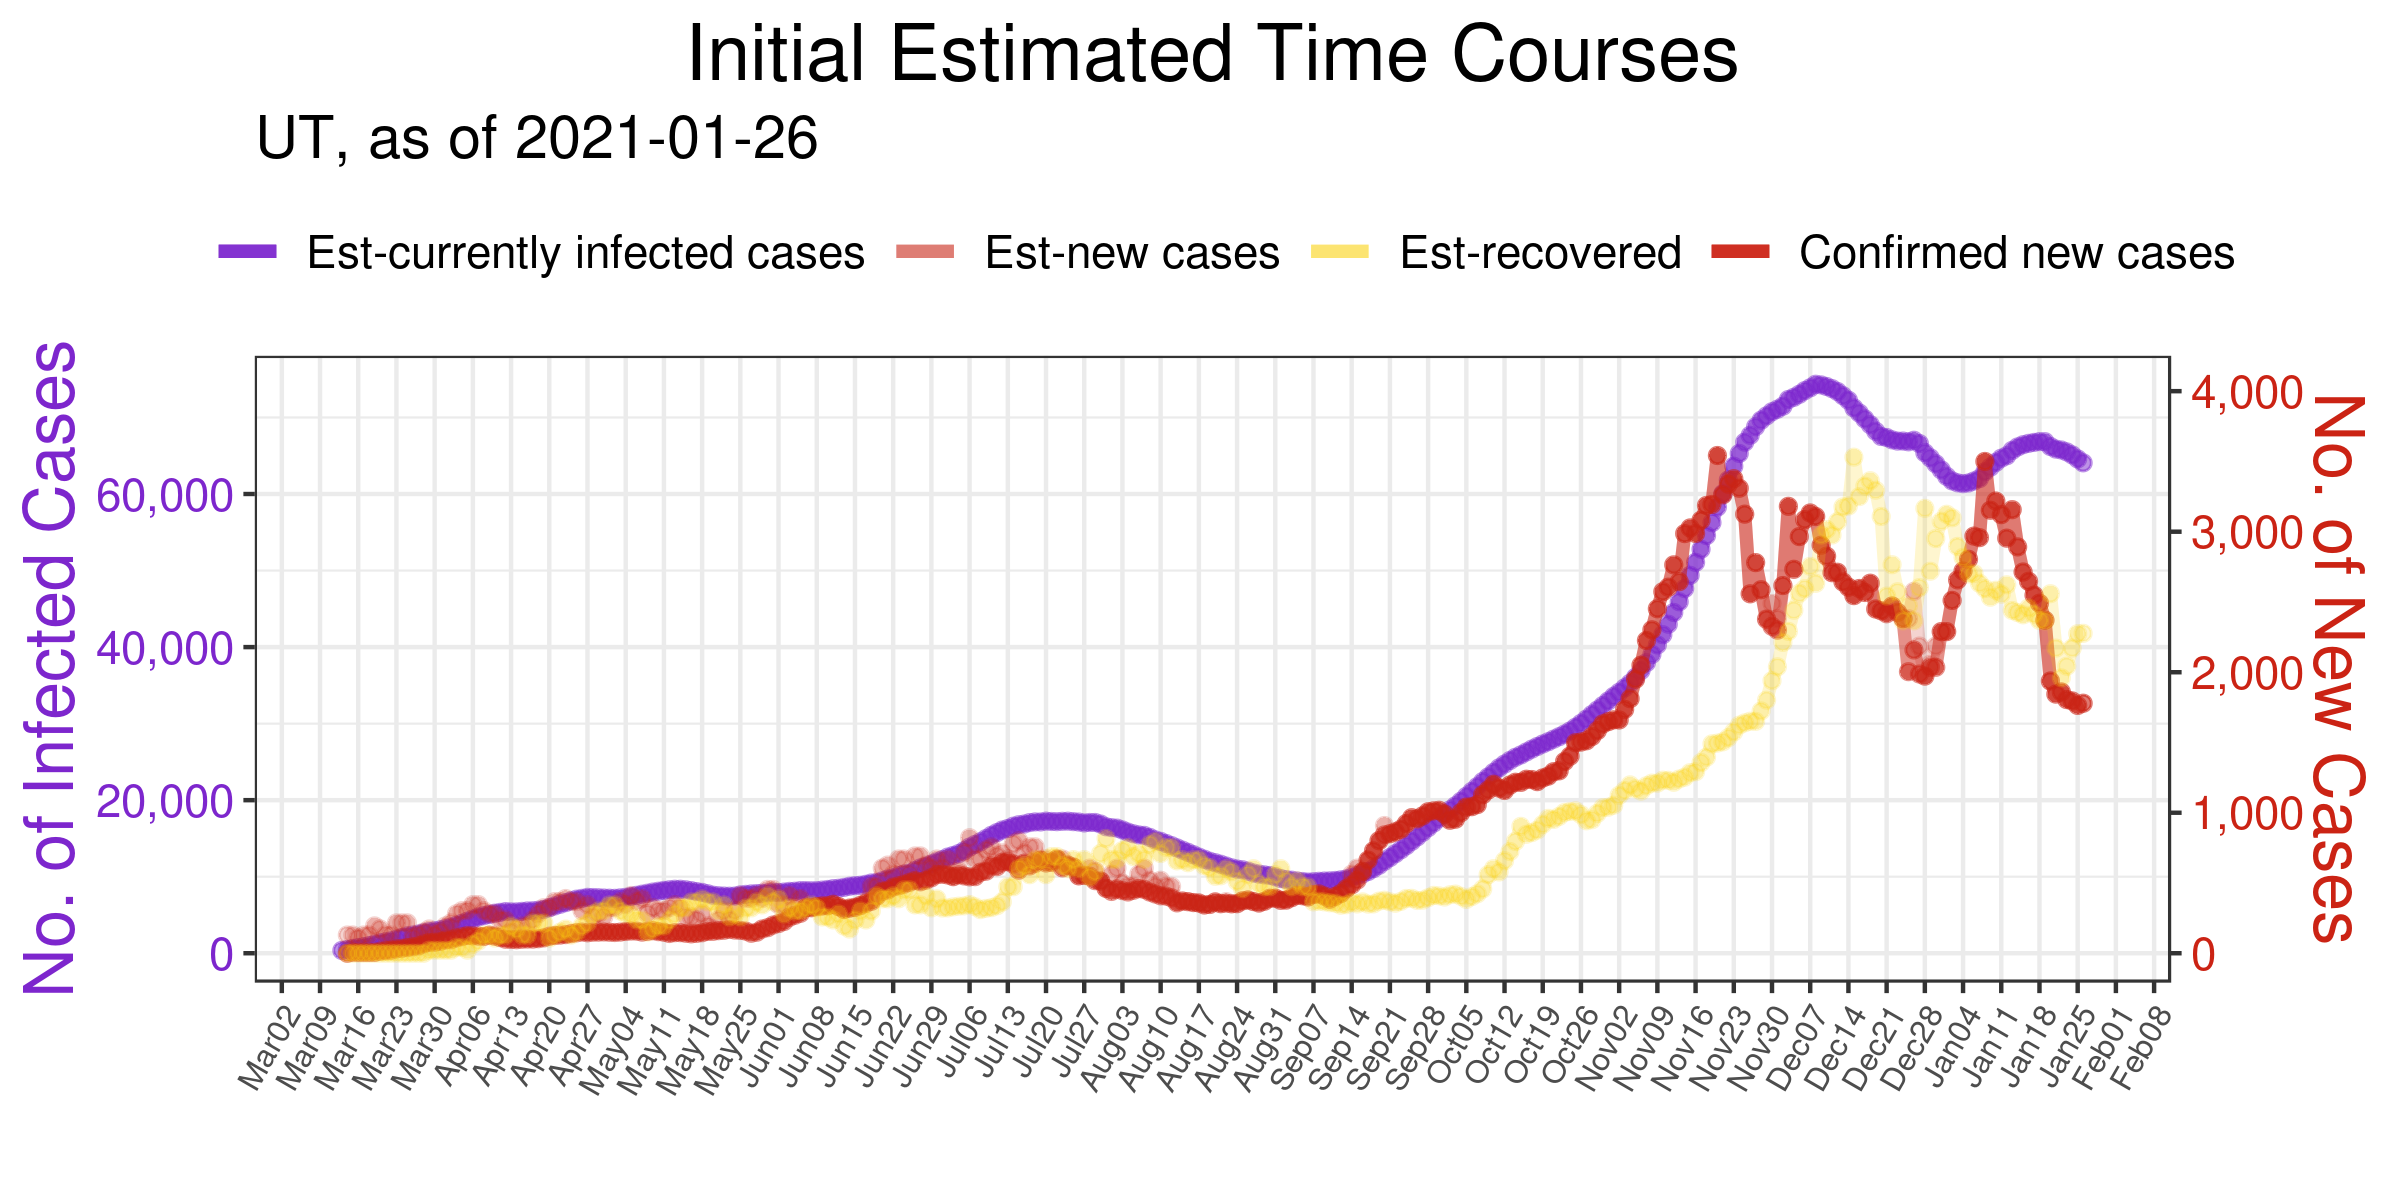 Initial Estimated Time Courses
UT, as of 2021-01-26
Est-currently infected cases
Est-new cases
Est-recovered
Confirmed new cases
No. of Infected Cases
60,000
40,000
20,000
0
4,000
3,000
2,000
1,000
0
No. of New Cases
Mar02
Mar09
Mar16
Mar23
Mar30
Apr06
Apr13
Apr20
Apr27
May04
May11
May18
May25
Jun01
Jun08
Jun15
Jun22
Jun29
Jul06
Jul13
Jul20
Jul27
Aug03
Aug10
Aug17
Aug24
Aug31
Sep07
Sep14
Sep21
Sep28
Oct05
Oct12
Oct19
Oct26
Nov02
Nov09
Nov16
Nov23
Nov30
Dec07
Dec14
Dec21
Dec28
Jan04
Jan11
Jan18
Jan25
Feb01
Feb08